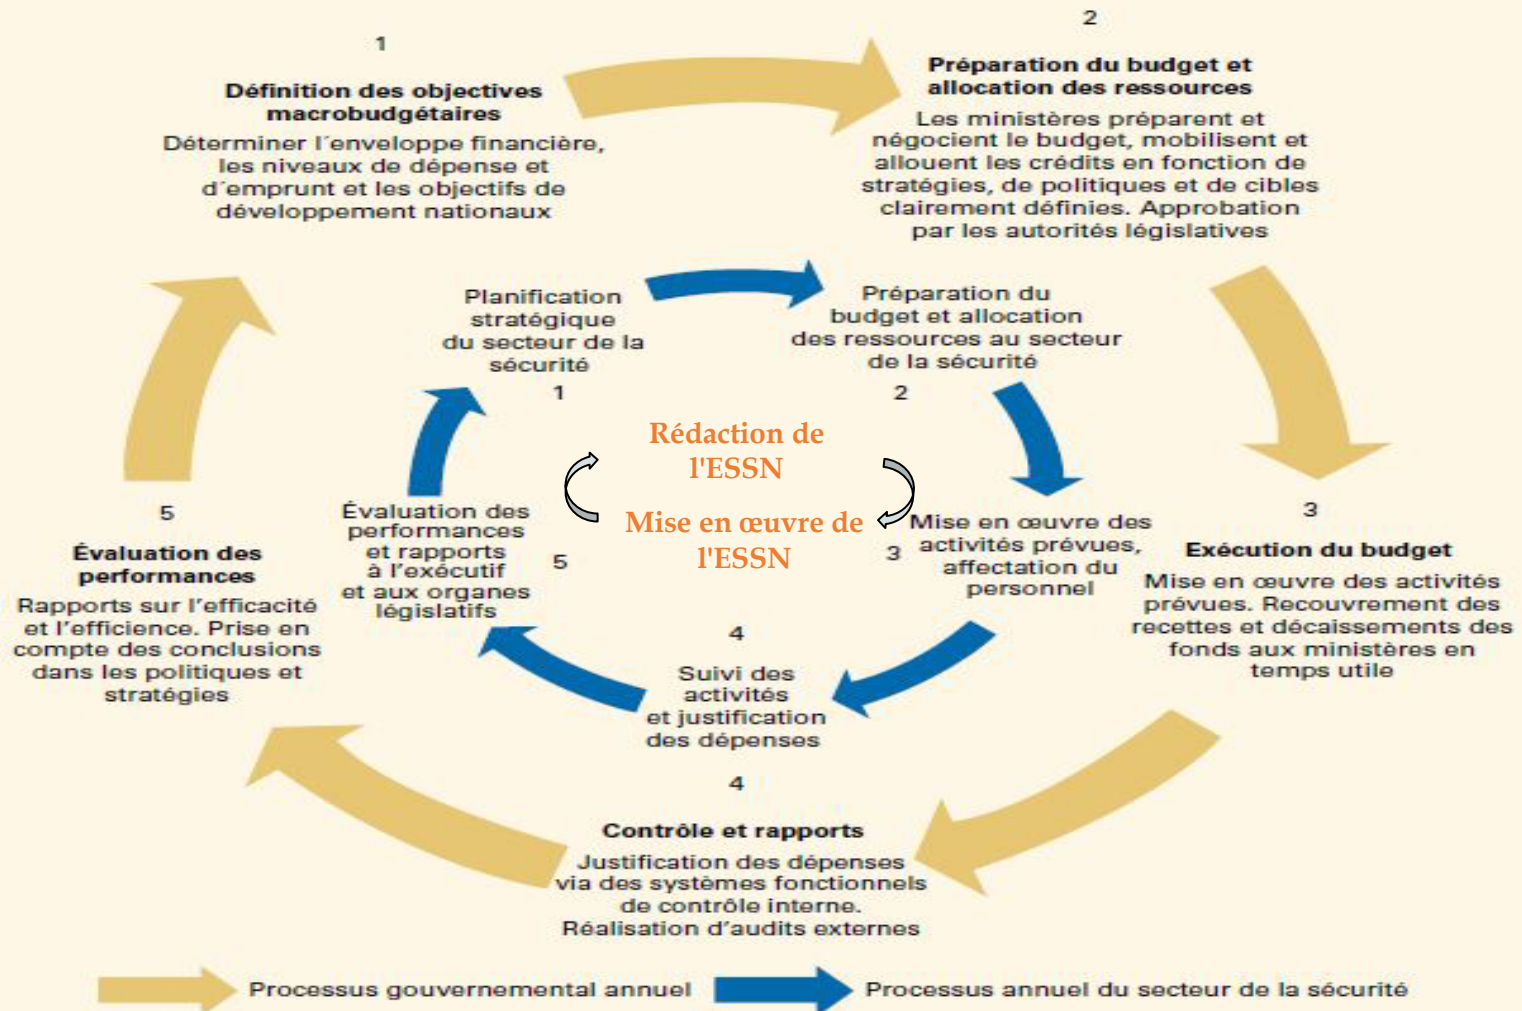 1
Définition des objectives
macrobudgétaires
Déterminer l´enveloppe financière,
les niveaux de dépense et
d´emprunt et les objectifs de
développement nationaux
2
Préparation du budget et
allocation des ressources
Les ministères préparent et
négocient le budget, mobilisent et
allouent les crédits en fonction de
stratégies, de politiques et de cibles
clairement définies. Approbation
par les autorités législatives
Planification
stratégique
du secteur de la
sécurité
1
Préparation du
budget et allocation
des ressources au secteur
de la sécurité
2
Rédaction de
l'ESSN
Mise en œuvre de
l'ESSN
3
Mise en œuvre des
activités prévues,
affectation du
personnel
3
Exécution du budget
Mise en œuvre des activités
prévues. Recouvrement des
recettes et décaissements des
fonds aux ministères en
temps utile
5
Évaluation des
performances
Rapports sur l’efficacité
et l’efficience. Prise en
compte des conclusions
dans les politiques et
stratégies
Évaluation des
performances
et rapports
à l’exécutif
et aux organes
législatifs
5
4
Suivi des
activités
et justification
des dépenses
4
Contrôle et rapports
Justification des dépenses
via des systèmes fonctionnels
de contrôle interne.
Réalisation d’audits externes
Processus gouvernemental annuel
Processus annuel du secteur de la sécurité